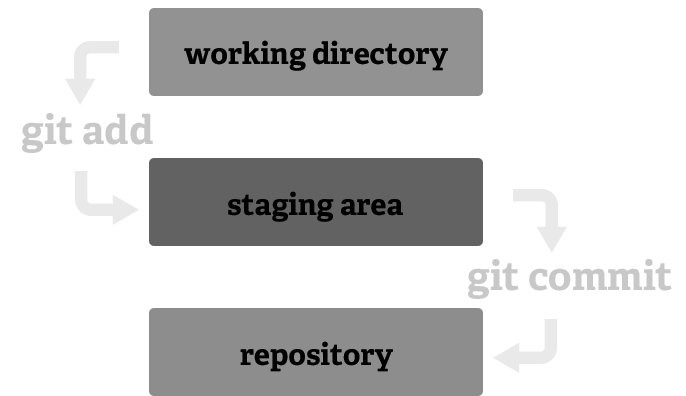 working directory
git add
staging area
git commit
repository